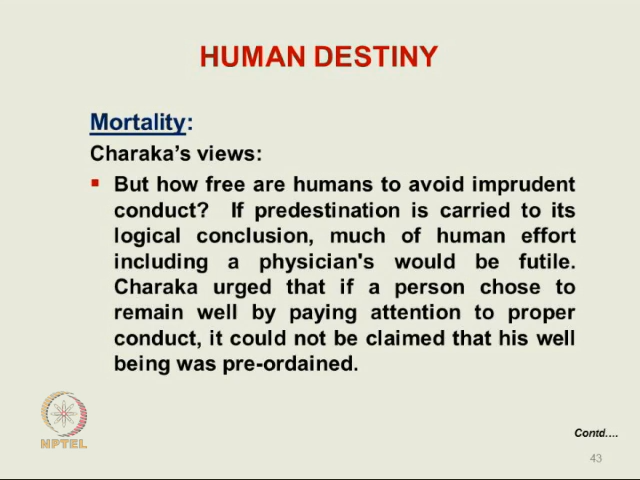 HUMAN DESTINY
Mortality:
Charaka's views:
But how free are humans to avoid imprudent
conduct? If predestination is carried to its
logical conclusion, much of human effort
including a physician's would be futile.
Charaka urged that if a person chose to
remain well by paying attention to proper
conduct, it could not be claimed that his well
being was pre-ordained.
NPTEL
Contd....
43